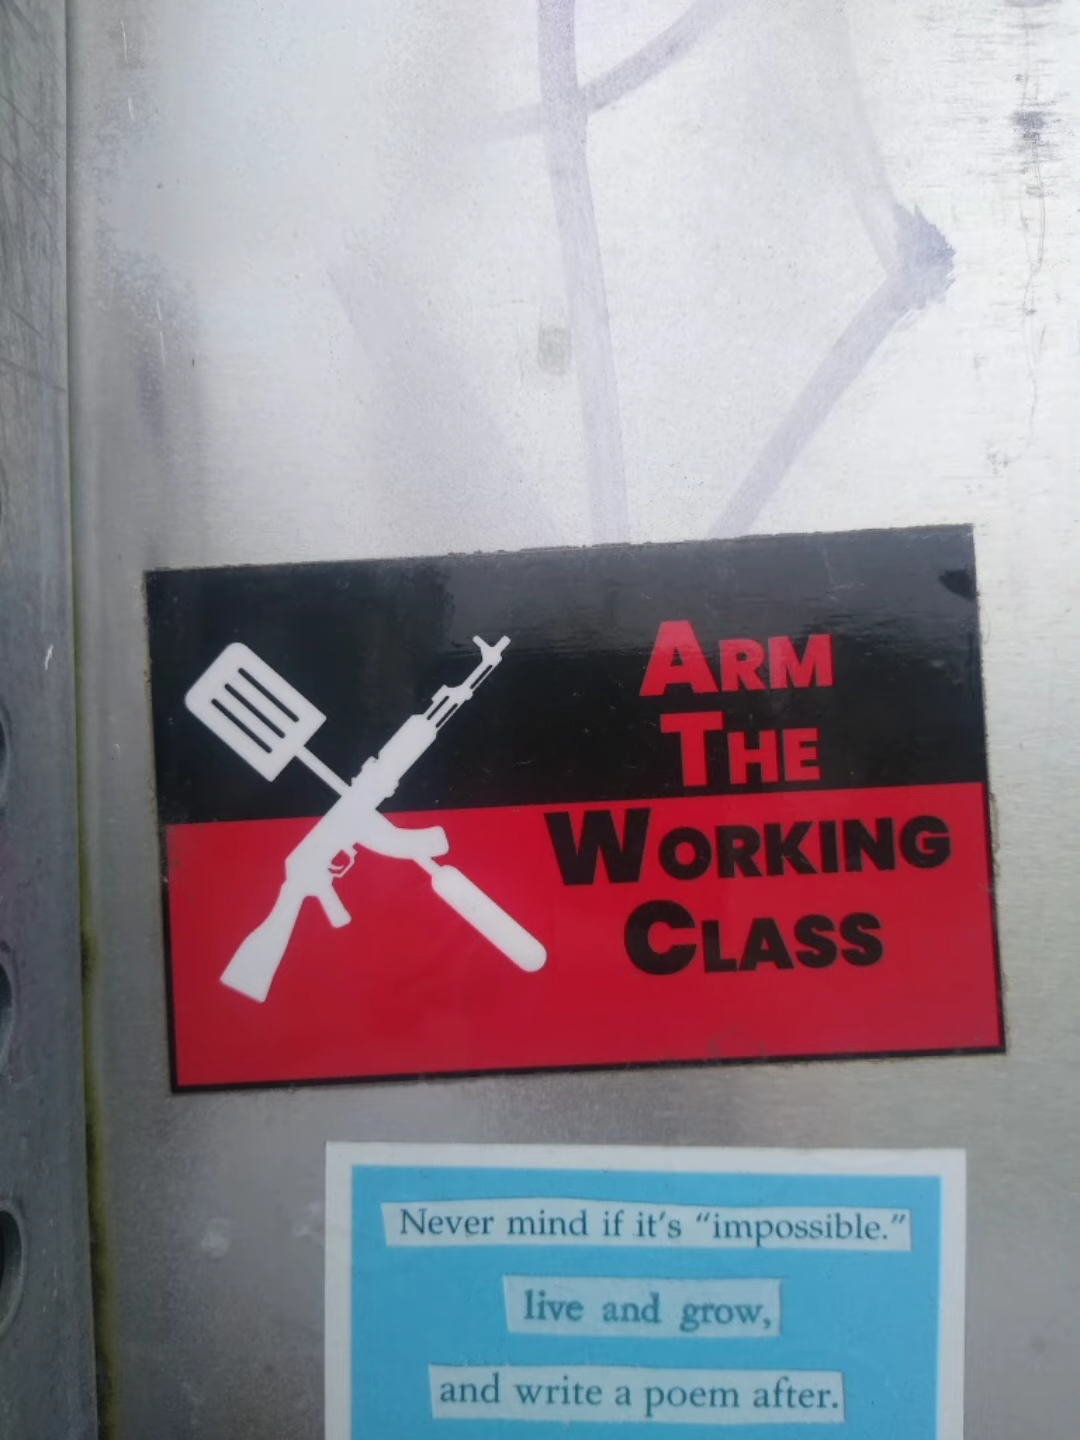 ARM
THE
WORKING
CLASS
Never mind if it's “impossible.”
live and grow,
and write a poem after.